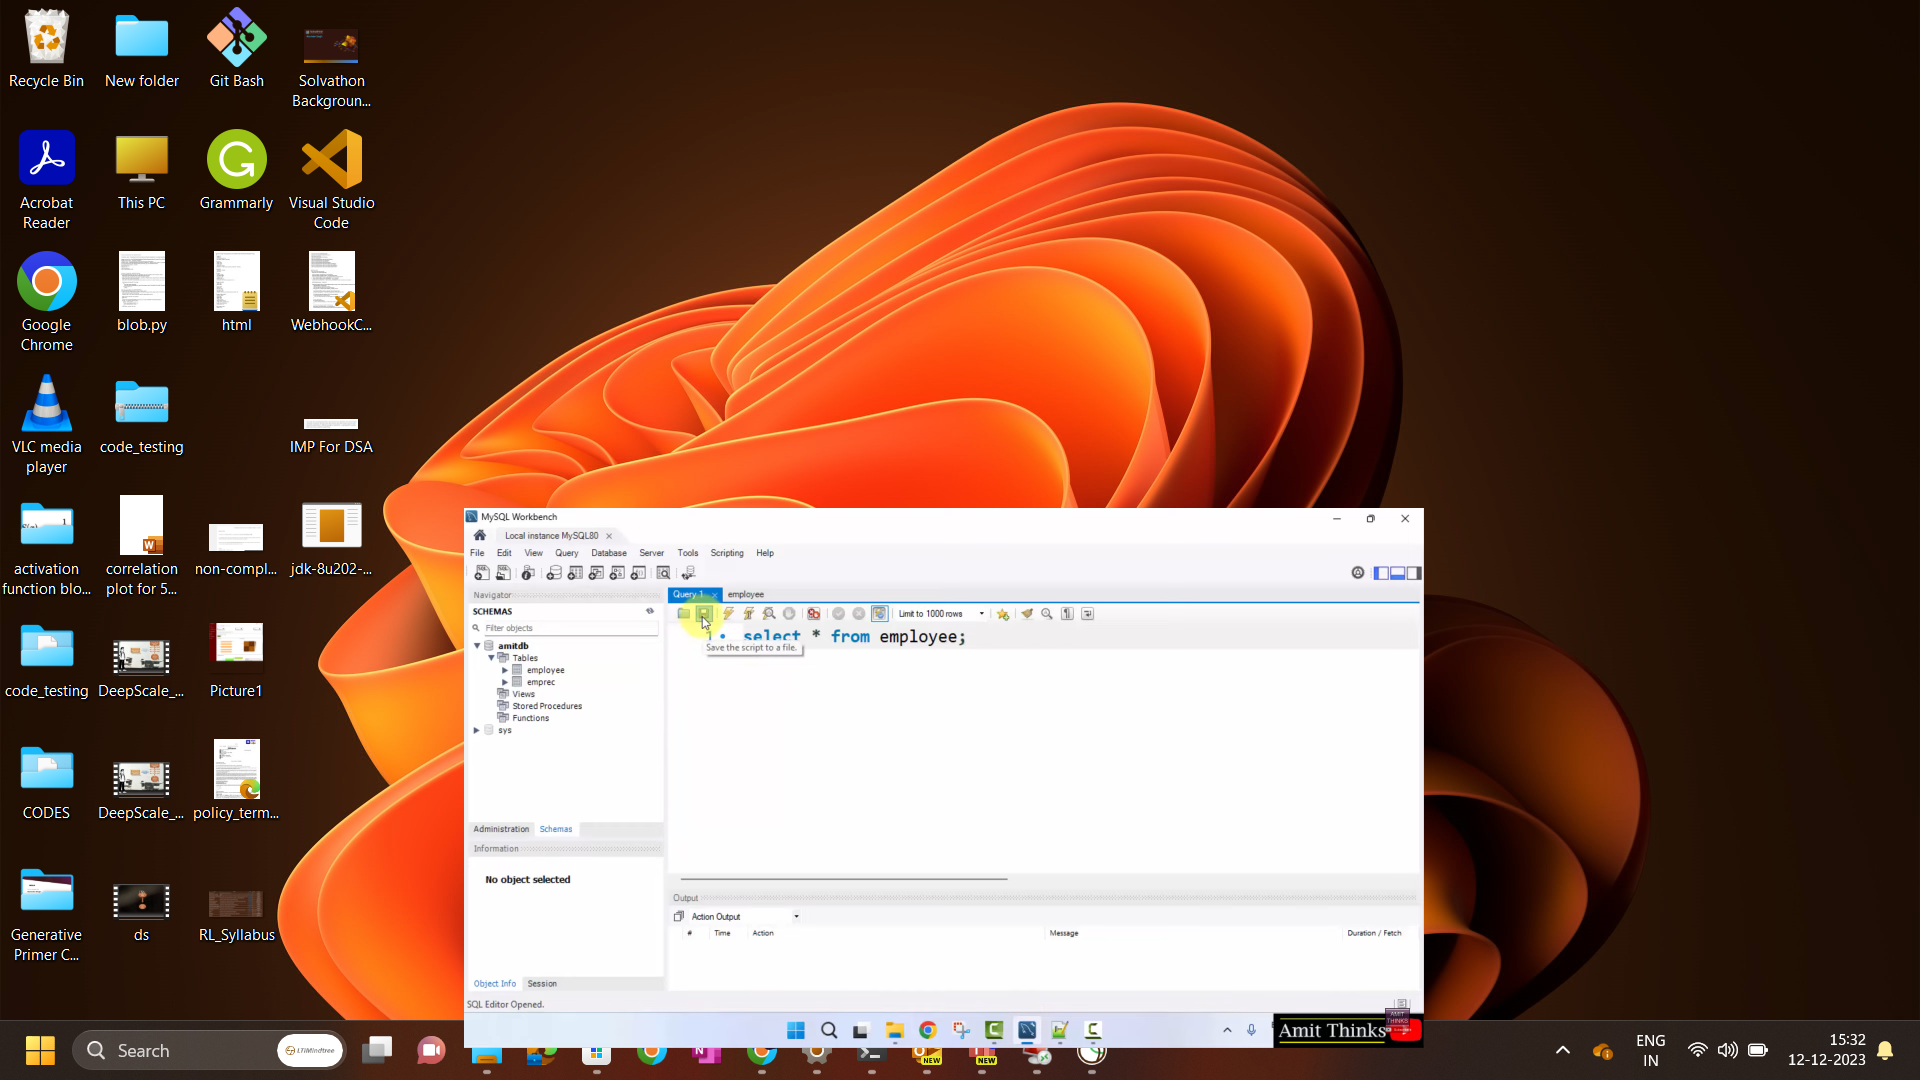 Recycle Bin
New folder
Git Bash
Solvathon
Backgroun...
Acrobat
Reader
This PC
Grammarly
Visual Studio
Code
Google
Chrome
blob.py
html
WebhookC...
VLC media
player
code_testing
IMP For DSA
activation
function blo...
correlation
plot for 5...
non-compl...
jdk-8u202-...
code_testing
DeepScale_...
Picture1
CODES
DeepScale_...
policy_term...
Generative
Primer C...
ds
RL_Syllabus
MySQL Workbench
Local instance MySQL80
File Edit View Query Database Server Tools Scripting Help
Navigator
SCHEMAS
Filter objects
amitdb
Tables
employee
emprec
Views
Stored Procedures
Functions
sys
Administration Schemas
Information
No object selected
Object Info Session
SQL Editor Opened.
Query 1 employee
Limit to 1000 rows
1 select * from employee;
Save the script to a file.
Output
Action Output
# Time Action Message Duration / Fetch
Amit Thinks
AMIT
THINKS
Search
LTIMindtree
NEW
NEW
ENG
IN
15:32
12-12-2023